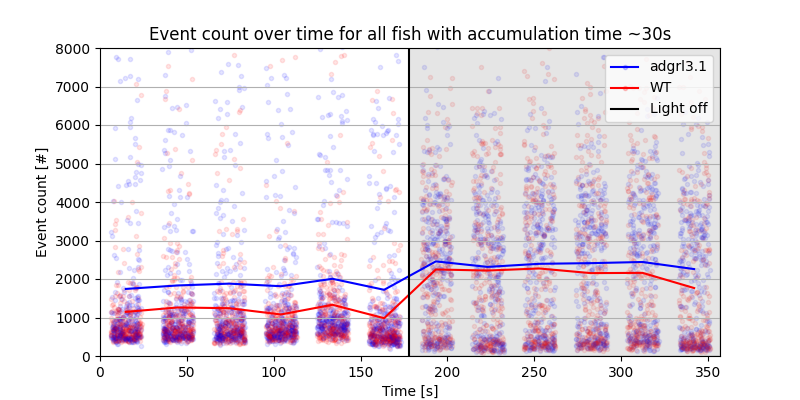 Event count over time for all fish with accumulation time ~30s
Event count [#]
8000
7000
6000
5000
4000
3000
2000
1000
0
adgrl3.1
WT
Light off
0 50 100 150 200 250 300 350
Time [s]